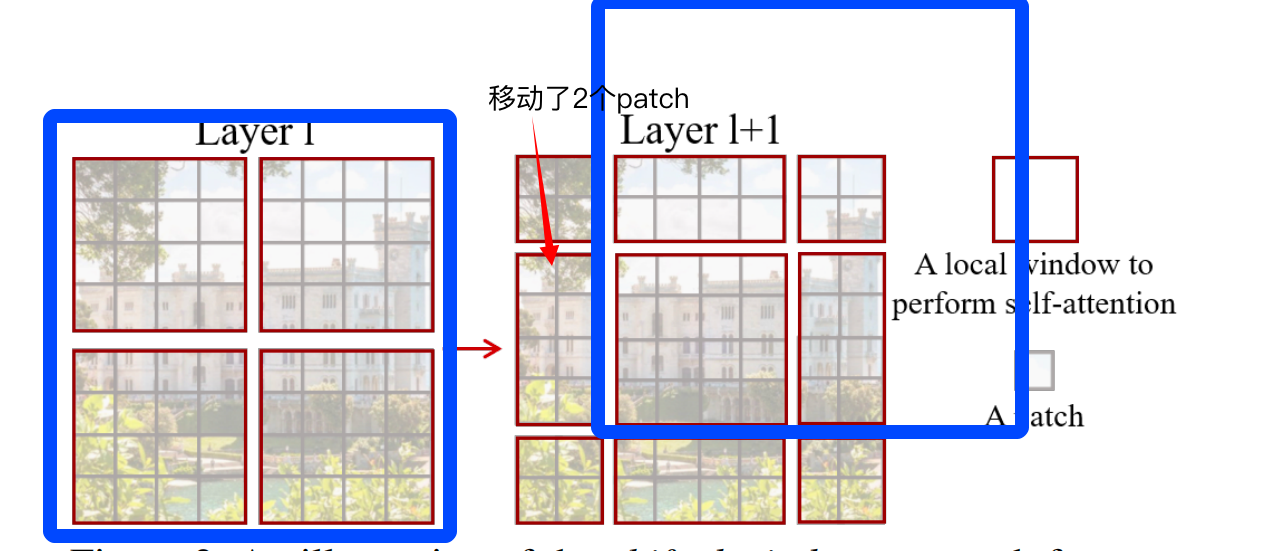 移动了2个patch
Layer l
Layer l+1
A local window to
perform self-attention
A patch